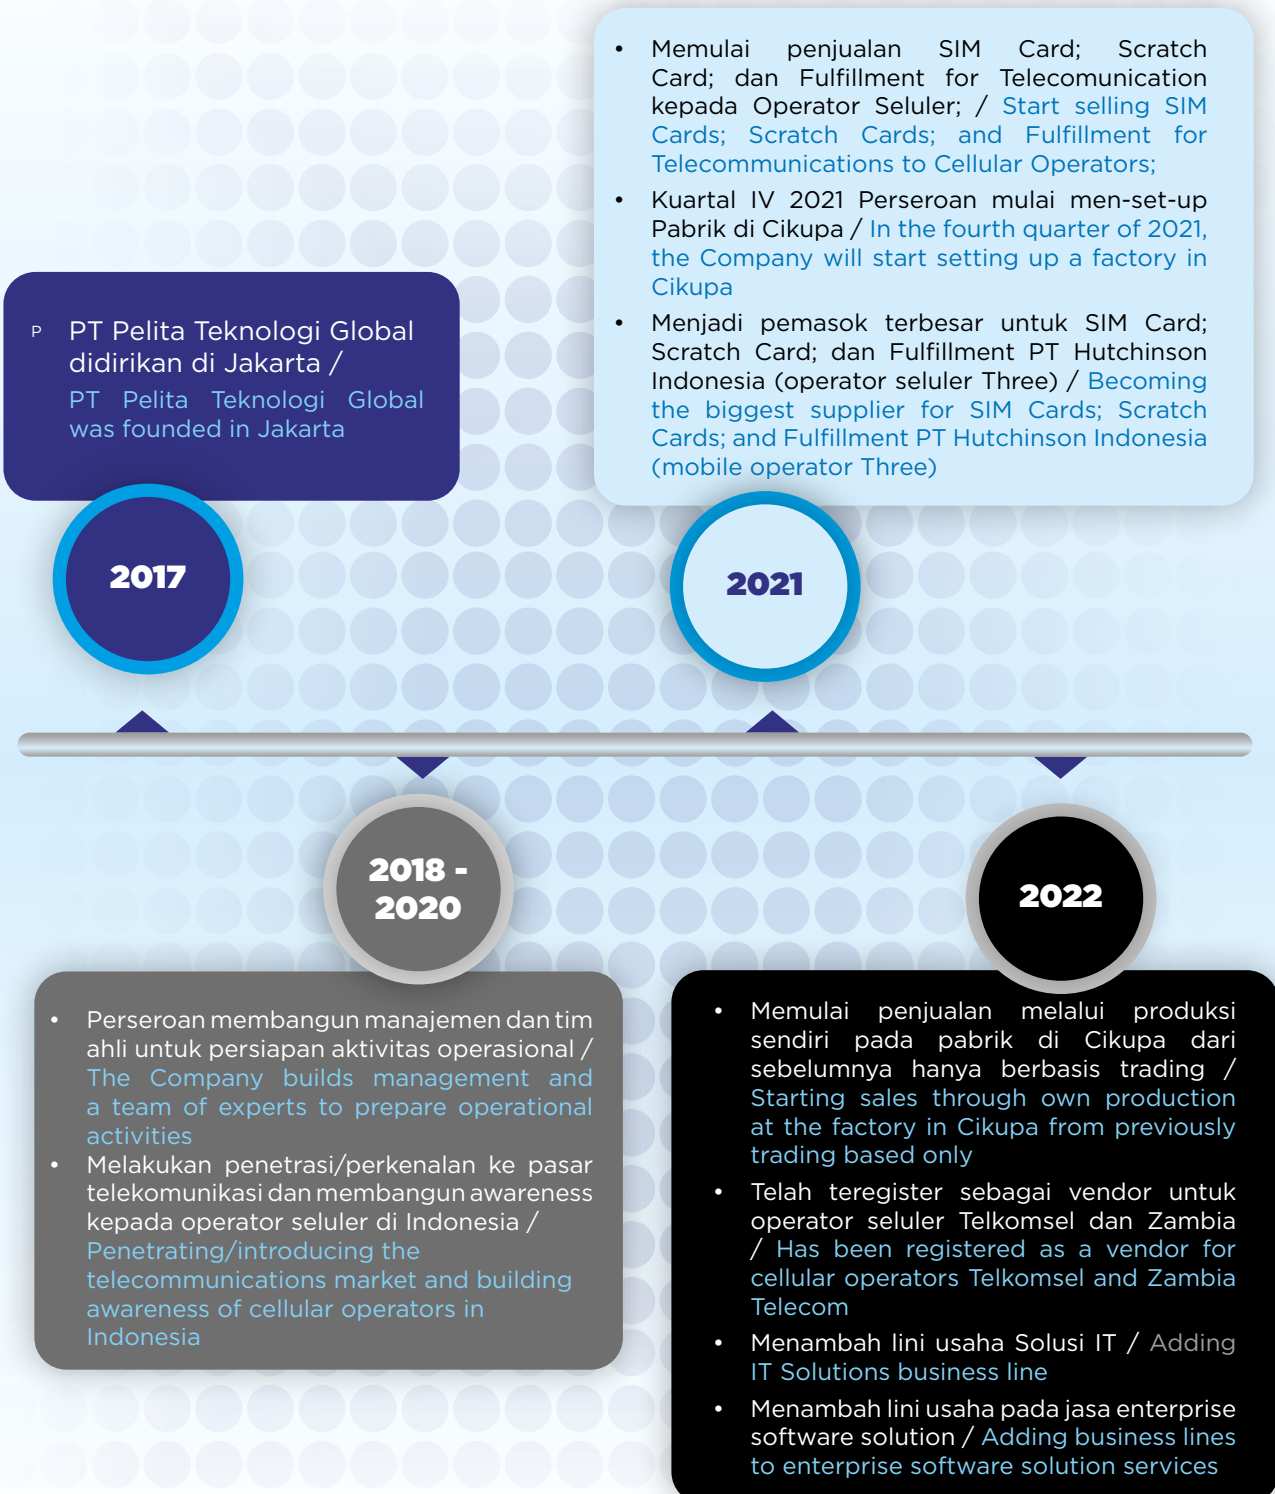 P PT Pelita Teknologi Global
didirikan di Jakarta /
PT Pelita Teknologi Global
was founded in Jakarta
2017
• Perseroan membangun manajemen dan tim
ahli untuk persiapan aktivitas operasional /
The Company builds management and
a team of experts to prepare operational
activities
• Melakukan penetrasi/perkenalan ke pasar
telekomunikasi dan membangun awareness
kepada operator seluler di Indonesia /
Penetrating/introducing the
telecommunications market and building
awareness of cellular operators in
Indonesia
2018 -
2020
• Memulai penjualan SIM Card; Scratch
Card; dan Fulfillment for Telecomunication
kepada Operator Seluler; / Start selling SIM
Cards; Scratch Cards; and Fulfillment for
Telecommunications to Cellular Operators;
• Kuartal IV 2021 Perseroan mulai men-set-up
Pabrik di Cikupa / In the fourth quarter of 2021,
the Company will start setting up a factory in
Cikupa
• Menjadi pemasok terbesar untuk SIM Card;
Scratch Card; dan Fulfillment PT Hutchinson
Indonesia (operator seluler Three) / Becoming
the biggest supplier for SIM Cards; Scratch
Cards; and Fulfillment PT Hutchinson Indonesia
(mobile operator Three)
2021
2022
• Memulai penjualan melalui produksi
sendiri pada pabrik di Cikupa dari
sebelumnya hanya berbasis trading /
Starting sales through own production
at the factory in Cikupa from previously
trading based only
• Telah teregister sebagai vendor untuk
operator seluler Telkomsel dan Zambia
/ Has been registered as a vendor for
cellular operators Telkomsel and Zambia
Telecom
• Menambah lini usaha Solusi IT / Adding
IT Solutions business line
• Menambah lini usaha pada jasa enterprise
software solution / Adding business lines
to enterprise software solution services